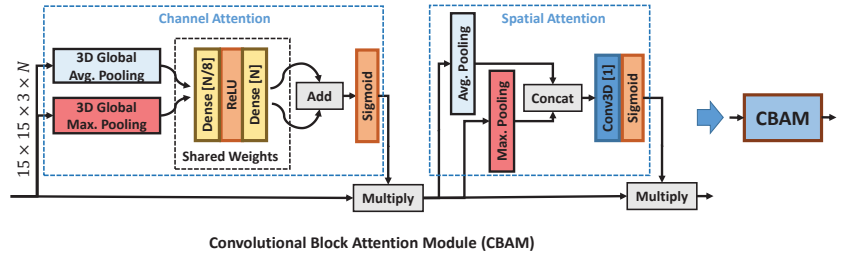 Channel Attention
Spatial Attention
15 × 15 × 3 × N
3D Global
Avg. Pooling
3D Global
Max. Pooling
Dense [N/8]
ReLU
Dense [N]
Shared Weights
Add
Sigmoid
Multiply
Avg. Pooling
Max. Pooling
Concat
Conv3D [1]
Sigmoid
Multiply
CBAM
Convolutional Block Attention Module (CBAM)